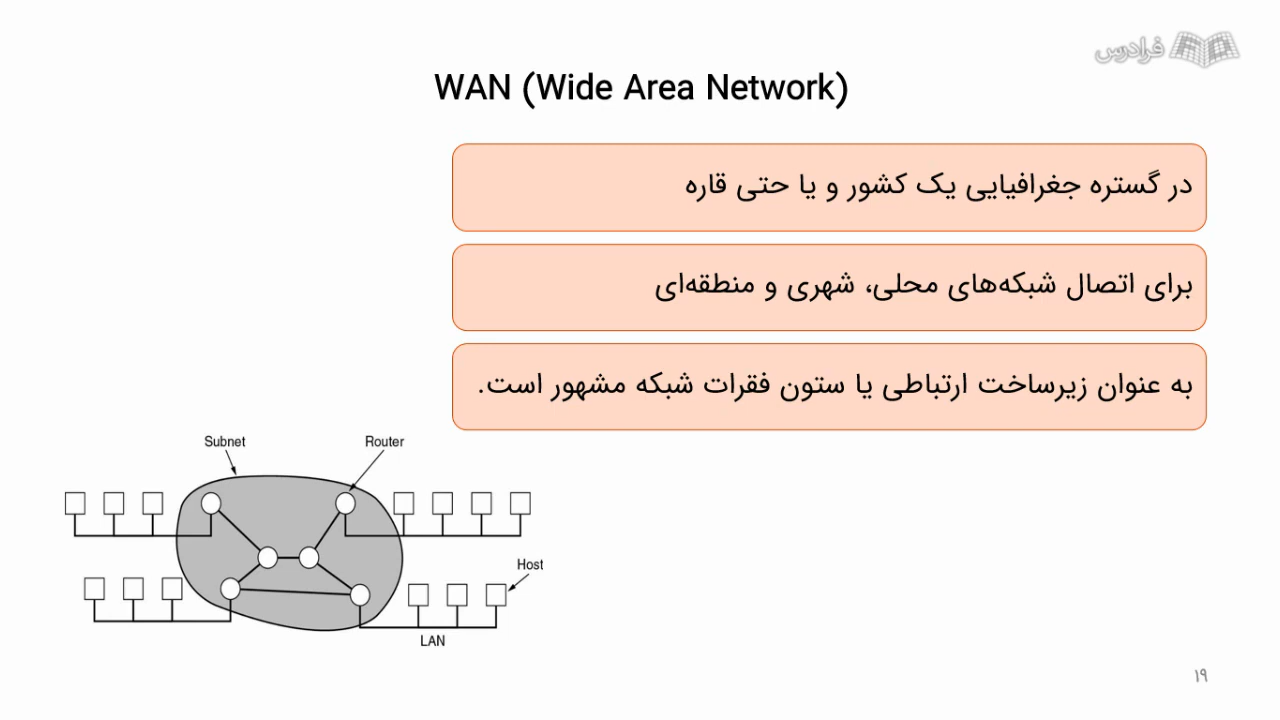 فرادرس
WAN (Wide Area Network)
در گستره جغرافیایی یک کشور و یا حتی قاره
برای اتصال شبکه‌های محلی، شهری و منطقه‌ای
به عنوان زیرساخت ارتباطی یا ستون فقرات شبکه مشهور است.
Subnet
Router
Host
LAN
۱۹